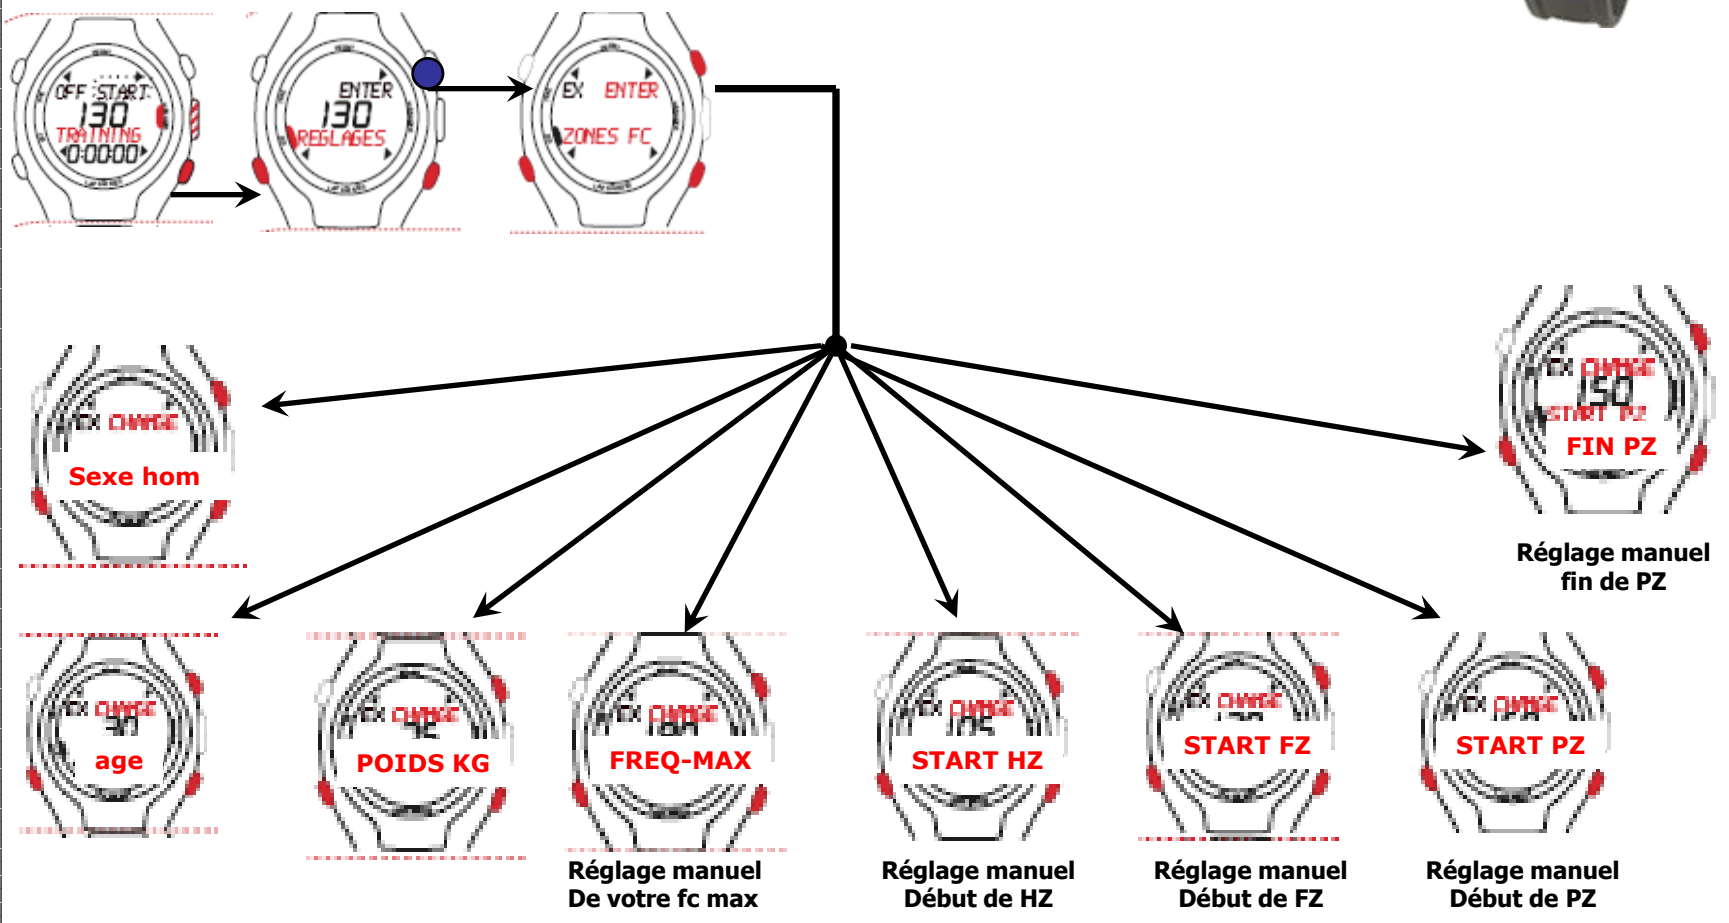 OFF START
130
TRAINING
0:00:00
ENTER
130
REGLAGES
EX ENTER
ZONES FC
EX CHANGE
Sexe hom
EX CHANGE
150
START PZ
FIN PZ
Réglage manuel
fin de PZ
EX CHANGE
30
age
EX CHANGE
POIDS KG
EX CHANGE
FREQ-MAX
Réglage manuel
De votre fc max
EX CHANGE
105
START HZ
Réglage manuel
Début de HZ
EX CHANGE
START FZ
Réglage manuel
Début de FZ
EX CHANGE
START PZ
Réglage manuel
Début de PZ